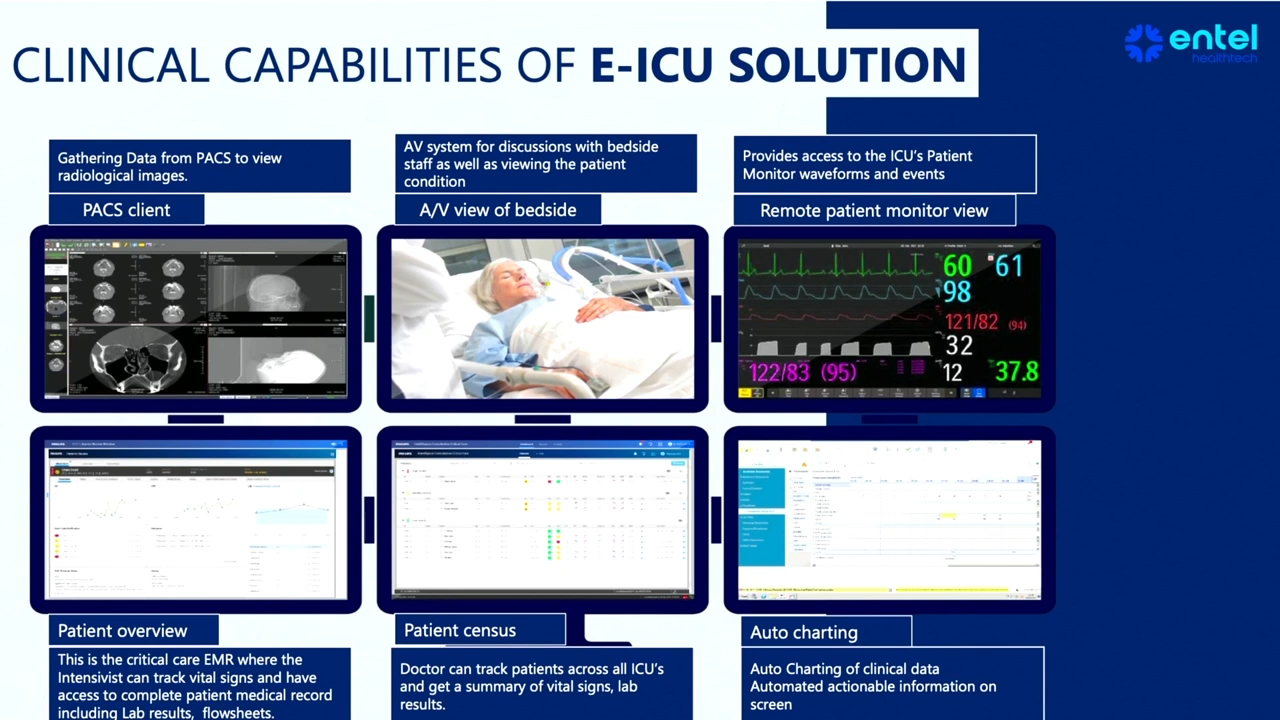 CLINICAL CAPABILITIES OF E-ICU SOLUTION
entel
healthtech
Gathering Data from PACS to view
radiological images.
PACS client
AV system for discussions with bedside
staff as well as viewing the patient
condition
A/V view of bedside
Provides access to the ICU's Patient
Monitor waveforms and events
Remote patient monitor view
60
61
98
121/82 (94)
32
122/83 (95)
12
37.8
Patient overview
This is the critical care EMR where the
Intensivist can track vital signs and have
access to complete patient medical record
including Lab results, flowsheets.
Patient census
Doctor can track patients across all ICU's
and get a summary of vital signs, lab
results.
Auto charting
Auto Charting of clinical data
Automated actionable information on
screen